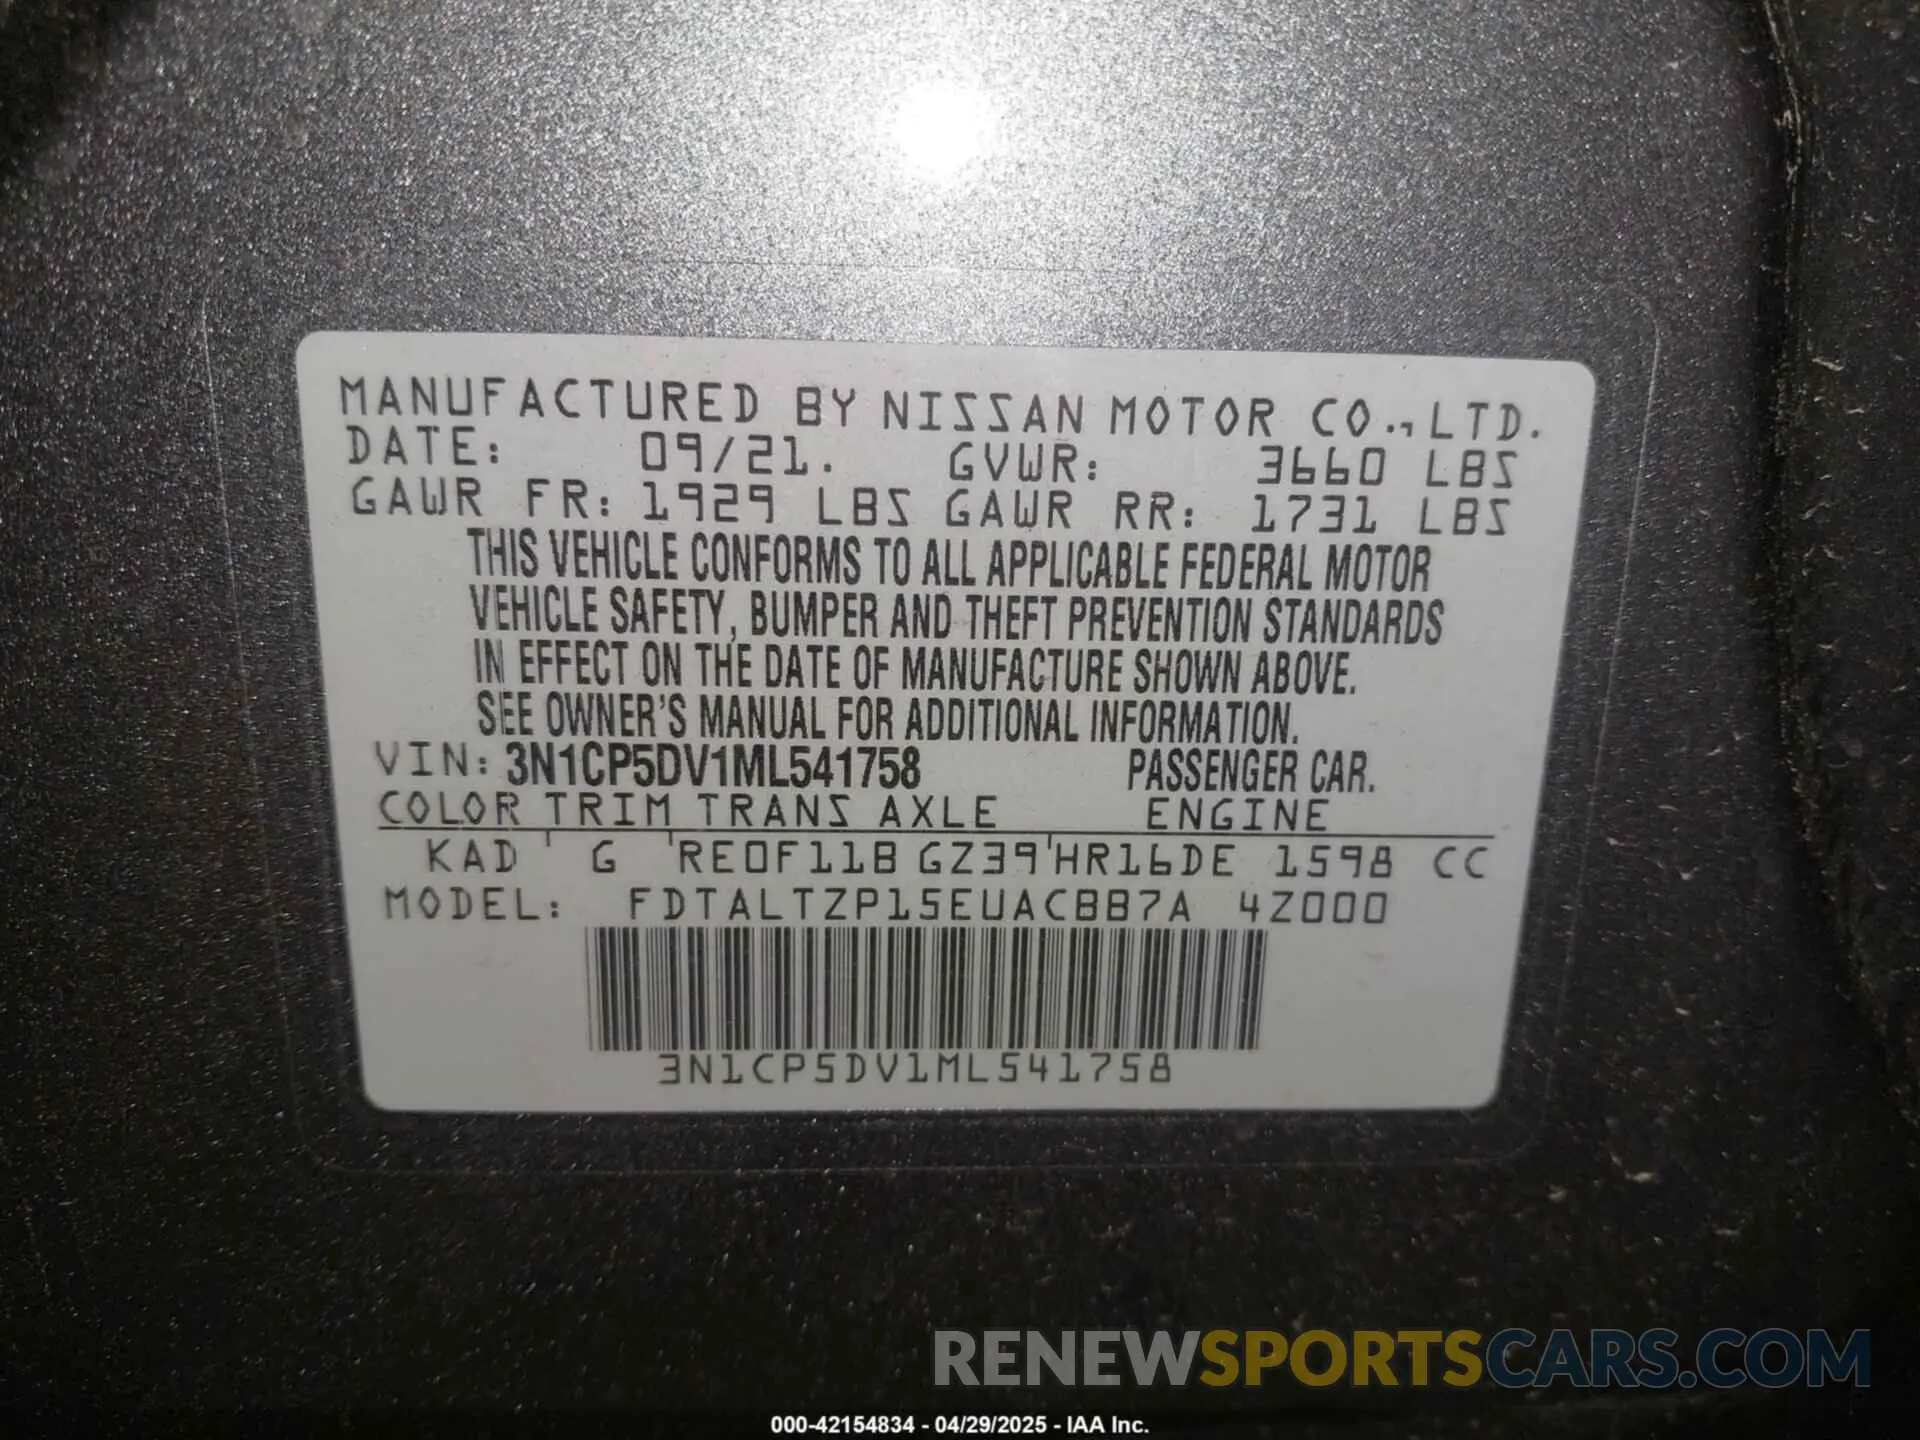 MANUFACTURED BY NISSAN MOTOR CO., LTD.
DATE: 09/21. GVWR: 3660 LBS
GAWR FR: 1929 LBS GAWR RR: 1731 LBS
THIS VEHICLE CONFORMS TO ALL APPLICABLE FEDERAL MOTOR
VEHICLE SAFETY, BUMPER AND THEFT PREVENTION STANDARDS
IN EFFECT ON THE DATE OF MANUFACTURE SHOWN ABOVE.
SEE OWNER'S MANUAL FOR ADDITIONAL INFORMATION.
VIN: 3N1CP5DV1ML541758 PASSENGER CAR.
COLOR TRIM TRANS AXLE ENGINE
KAD G RE0F11B GZ39 HR16DE 1598 CC
MODEL: FDTALTZP15EUACBB7A 4Z000
3N1CP5DV1ML541758
RENEWSPORTSCARS.COM
000-42154834 - 04/29/2025 - IAA Inc.